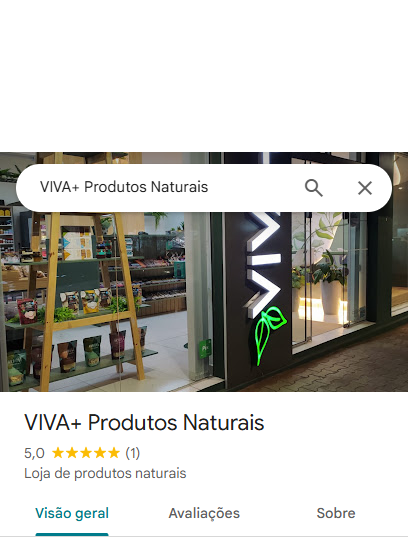 VIVA+ Produtos Naturais
VIVA
VIVA+ Produtos Naturais
5,0 (1)
Loja de produtos naturais
Visão geral Avaliações Sobre